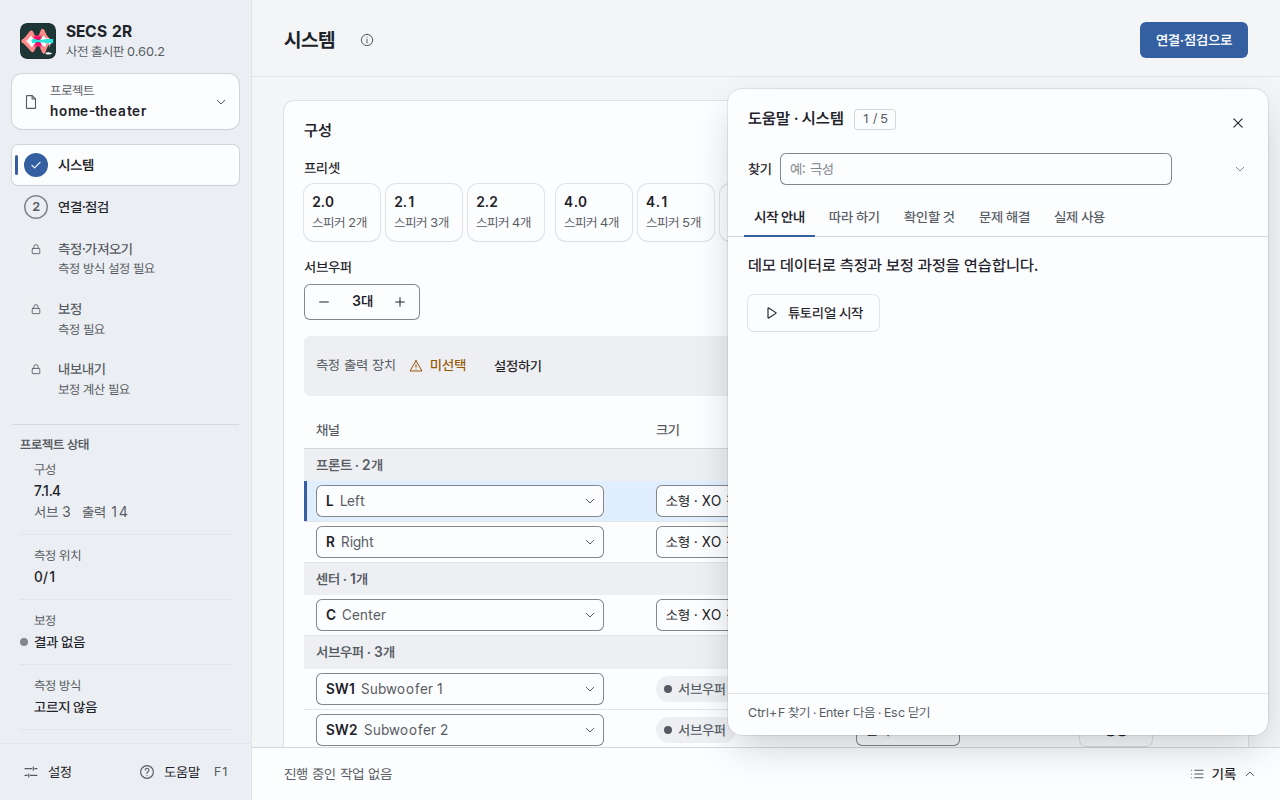 SECS 2R
사전 출시판 0.60.2
프로젝트
home-theater
시스템
2 연결·점검
측정·가져오기
측정 방식 설정 필요
보정
측정 필요
내보내기
보정 계산 필요
프로젝트 상태
구성
7.1.4
서브 3 출력 14
측정 위치
0/1
보정
결과 없음
측정 방식
고르지 않음
설정
도움말 F1
시스템
연결·점검으로
구성
프리셋
2.0
스피커 2개
2.1
스피커 3개
2.2
스피커 4개
4.0
스피커 4개
4.1
스피커 5개
서브우퍼
3대
측정 출력 장치 미선택 설정하기
채널 크기
프론트 · 2개
L Left 소형 · XO
R Right 소형 · XO
센터 · 1개
C Center 소형 · XO
서브우퍼 · 3개
SW1 Subwoofer 1 서브우퍼
SW2 Subwoofer 2 서브우퍼
도움말 · 시스템 1 / 5
찾기 예: 극성
시작 안내 따라 하기 확인할 것 문제 해결 실제 사용
데모 데이터로 측정과 보정 과정을 연습합니다.
튜토리얼 시작
Ctrl+F 찾기 · Enter 다음 · Esc 닫기
진행 중인 작업 없음
기록